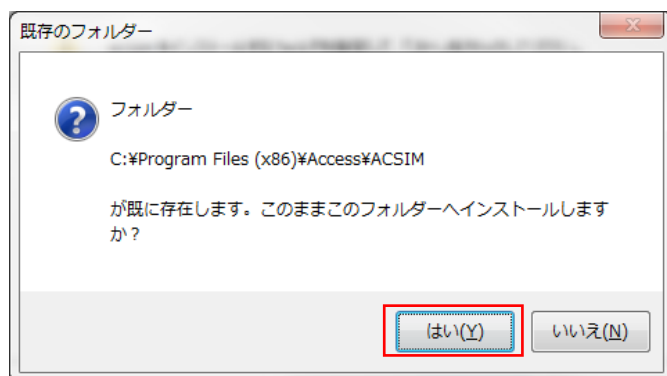 既存のフォルダー
フォルダー
C:¥Program Files (x86)¥Access¥ACSIM
が既に存在します。このままこのフォルダーへインストールします
か？
はい(Y)
いいえ(N)